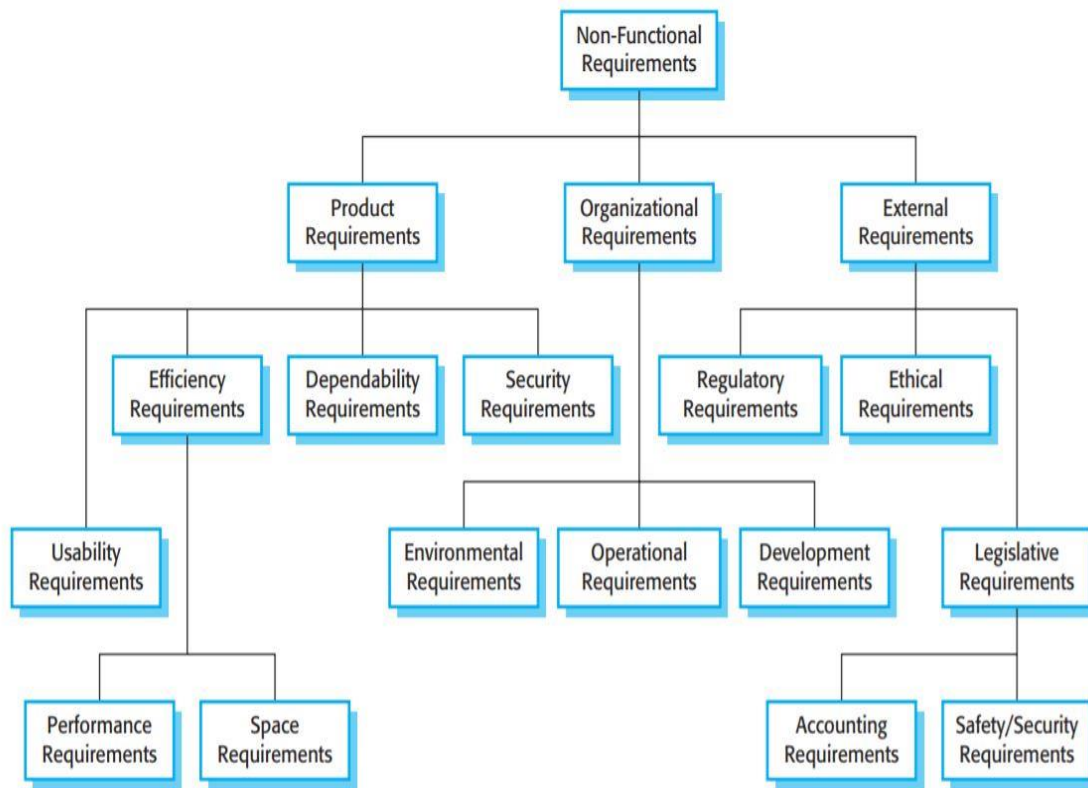 Non-Functional
Requirements
Product
Requirements
Organizational
Requirements
External
Requirements
Efficiency
Requirements
Dependability
Requirements
Security
Requirements
Regulatory
Requirements
Ethical
Requirements
Usability
Requirements
Environmental
Requirements
Operational
Requirements
Development
Requirements
Legislative
Requirements
Performance
Requirements
Space
Requirements
Accounting
Requirements
Safety/Security
Requirements